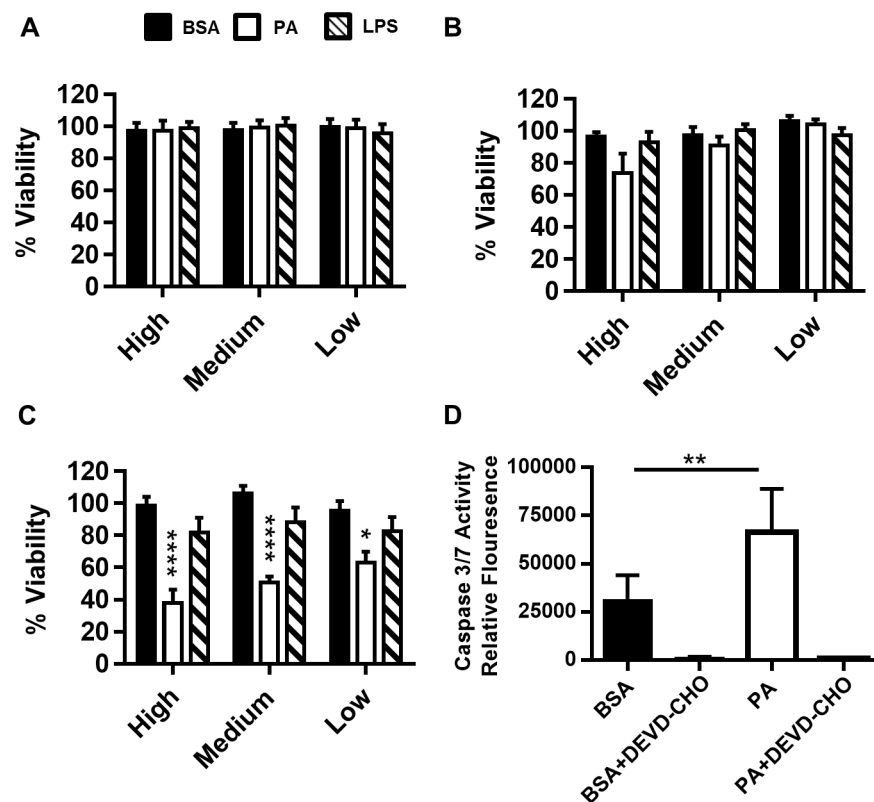 A
BSA PA LPS
B
% Viability
120
100
80
60
40
20
0
High
Medium
Low
% Viability
120
100
80
60
40
20
0
High
Medium
Low
C
% Viability
120
100
80
60
40
20
0
****
****
*
High
Medium
Low
D
Caspase 3/7 Activity
Relative Flouresence
100000
75000
50000
25000
0
**
BSA
BSA+DEVD-CHO
PA
PA+DEVD-CHO